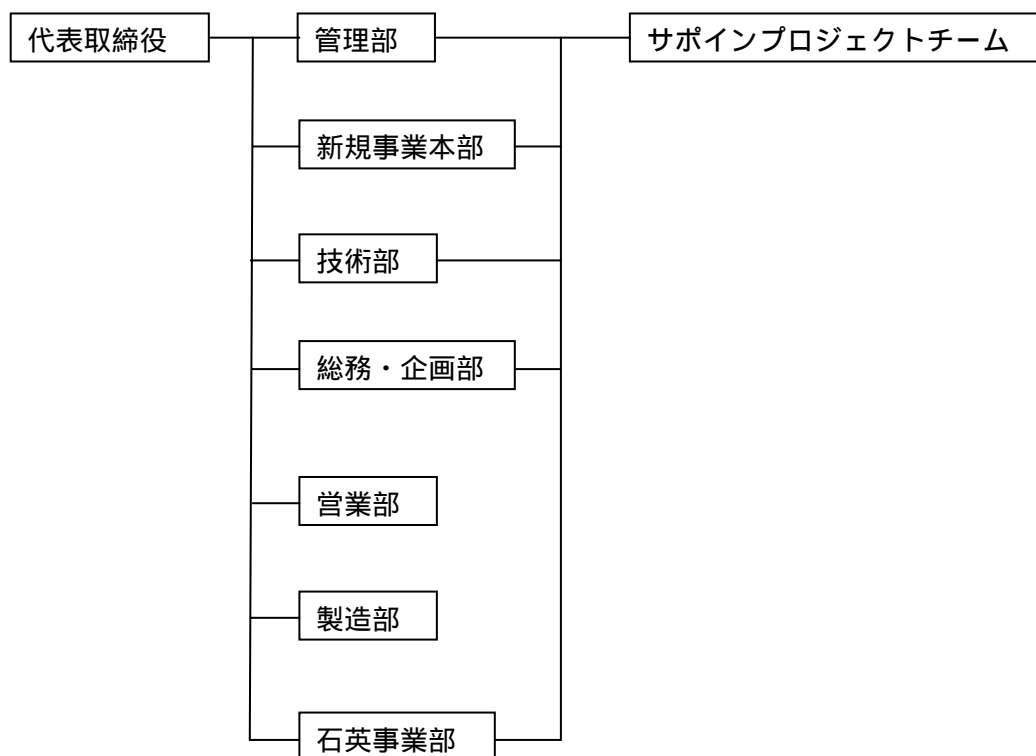 代表取締役
管理部
サポインプロジェクトチーム
新規事業本部
技術部
総務・企画部
営業部
製造部
石英事業部